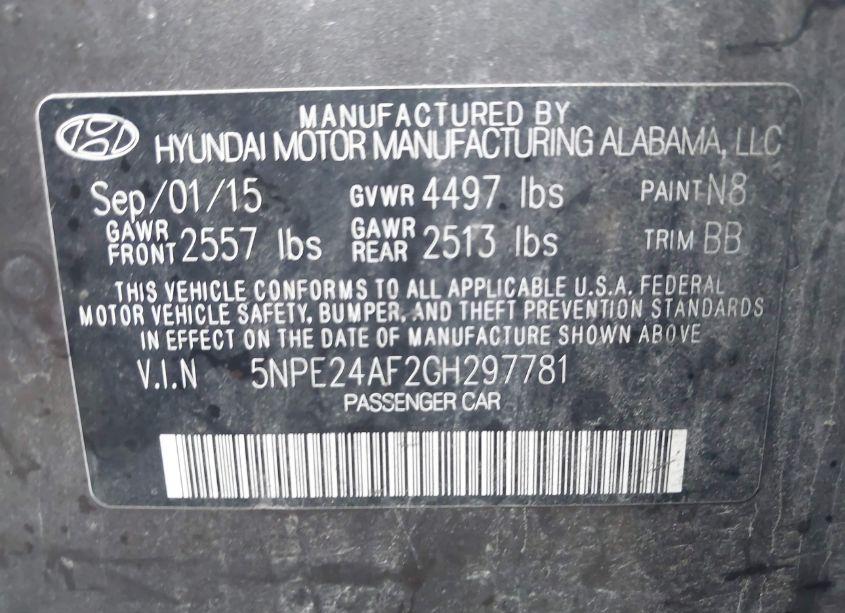 MANUFACTURED BY
HYUNDAI MOTOR MANUFACTURING ALABAMA, LLC
Sep/01/15 GVWR 4497 lbs PAINT N8
GAWR FRONT 2557 lbs GAWR REAR 2513 lbs TRIM BB
THIS VEHICLE CONFORMS TO ALL APPLICABLE U.S.A. FEDERAL
MOTOR VEHICLE SAFETY, BUMPER, AND THEFT PREVENTION STANDARDS
IN EFFECT ON THE DATE OF MANUFACTURE SHOWN ABOVE
V.I.N 5NPE24AF2GH297781
PASSENGER CAR